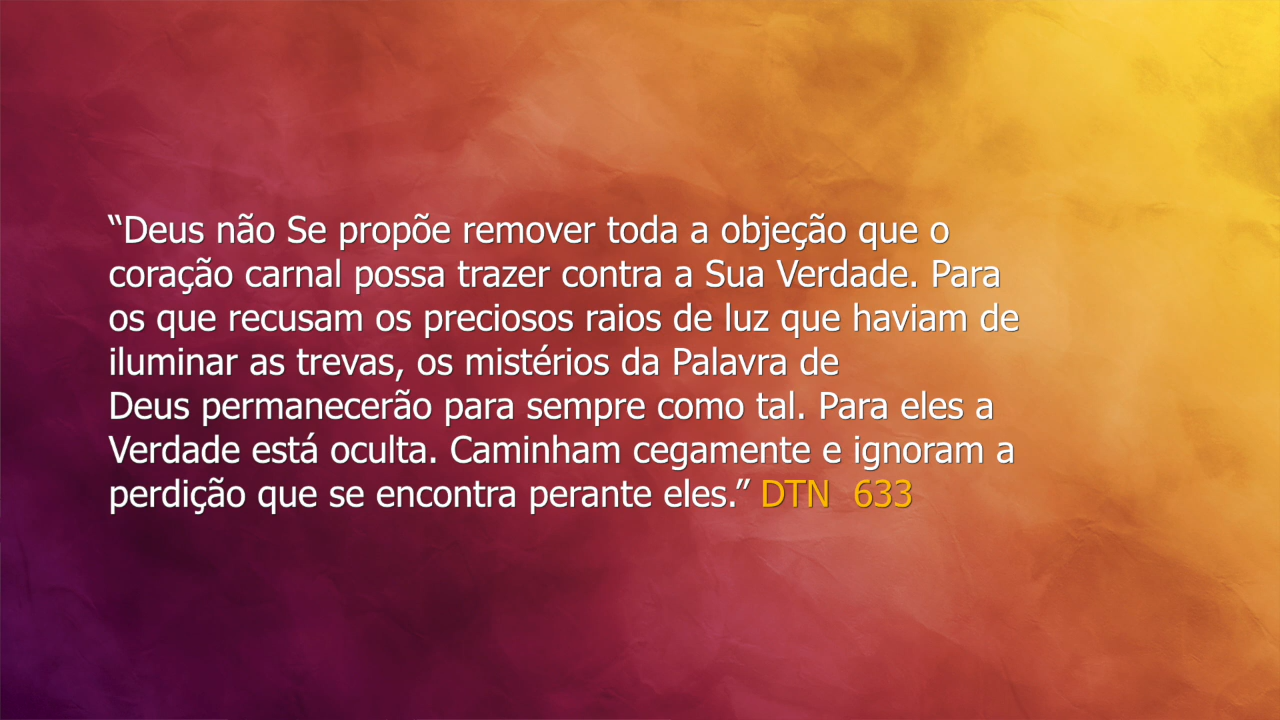 “Deus não Se propõe remover toda a objeção que o
coração carnal possa trazer contra a Sua Verdade. Para
os que recusam os preciosos raios de luz que haviam de
iluminar as trevas, os mistérios da Palavra de
Deus permanecerão para sempre como tal. Para eles a
Verdade está oculta. Caminham cegamente e ignoram a
perdição que se encontra perante eles.” DTN  633